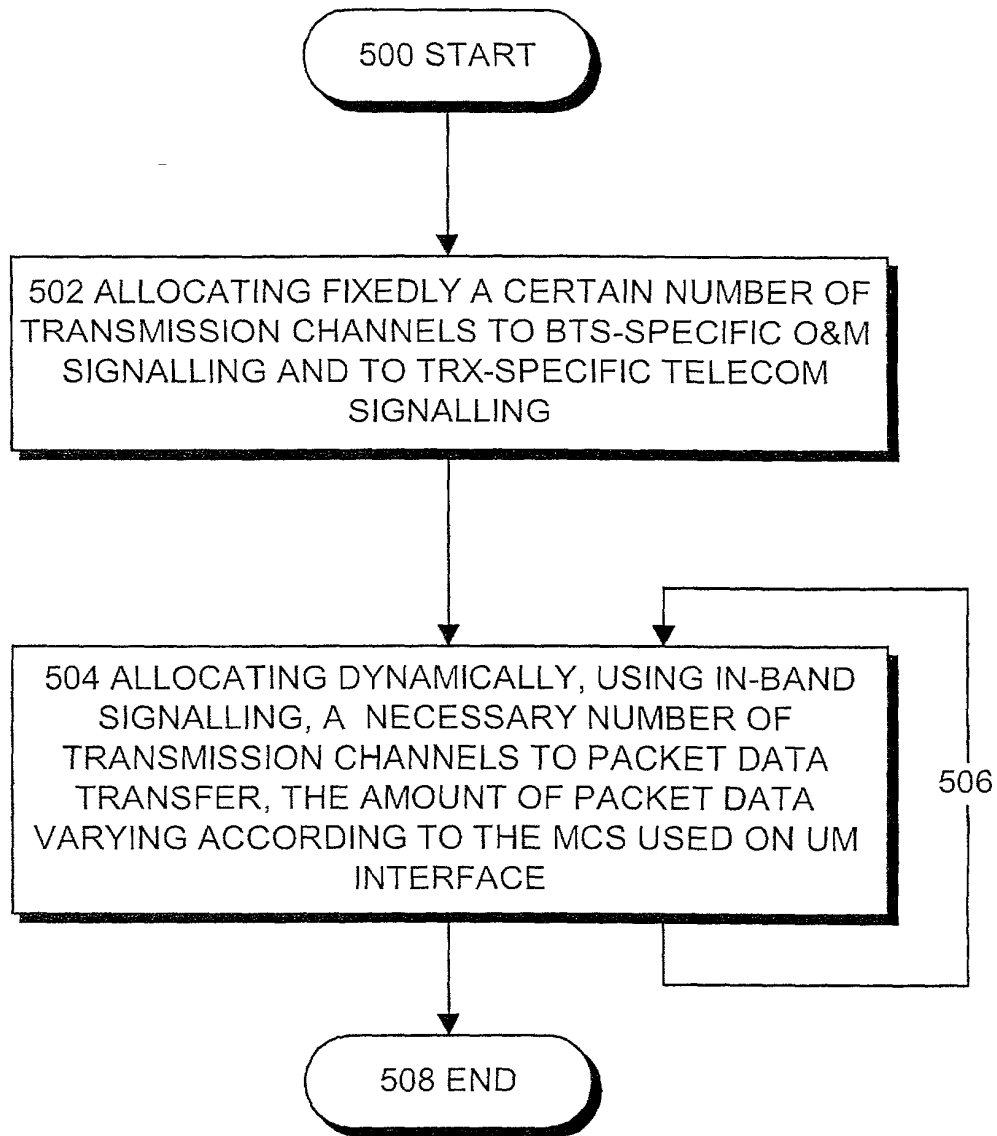 500 START
502 ALLOCATING FIXEDLY A CERTAIN NUMBER OF
TRANSMISSION CHANNELS TO BTS-SPECIFIC O&M
SIGNALLING AND TO TRX-SPECIFIC TELECOM
SIGNALLING
504 ALLOCATING DYNAMICALLY, USING IN-BAND
SIGNALLING, A NECESSARY NUMBER OF
TRANSMISSION CHANNELS TO PACKET DATA
TRANSFER, THE AMOUNT OF PACKET DATA
VARYING ACCORDING TO THE MCS USED ON UM
INTERFACE
506
508 END